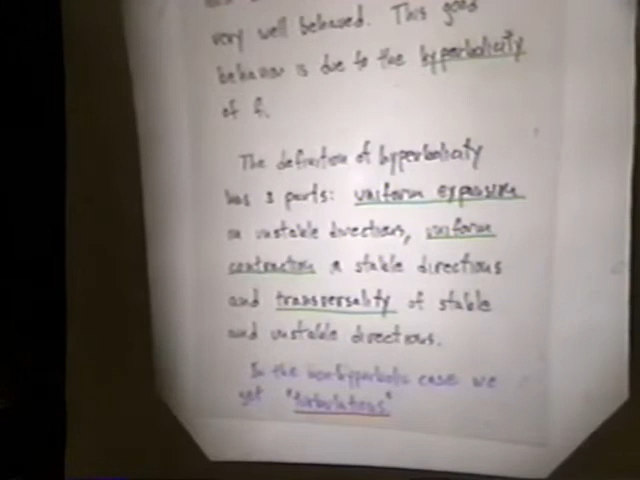 very well behaved. This good
behavior is due to the hyperbolicity
of f.
The definition of hyperbolicity
has 3 parts: uniform expansion
in unstable directions, uniform
contraction in stable directions
and transversality of stable
and unstable directions.
In the nonhyperbolic case we
get "